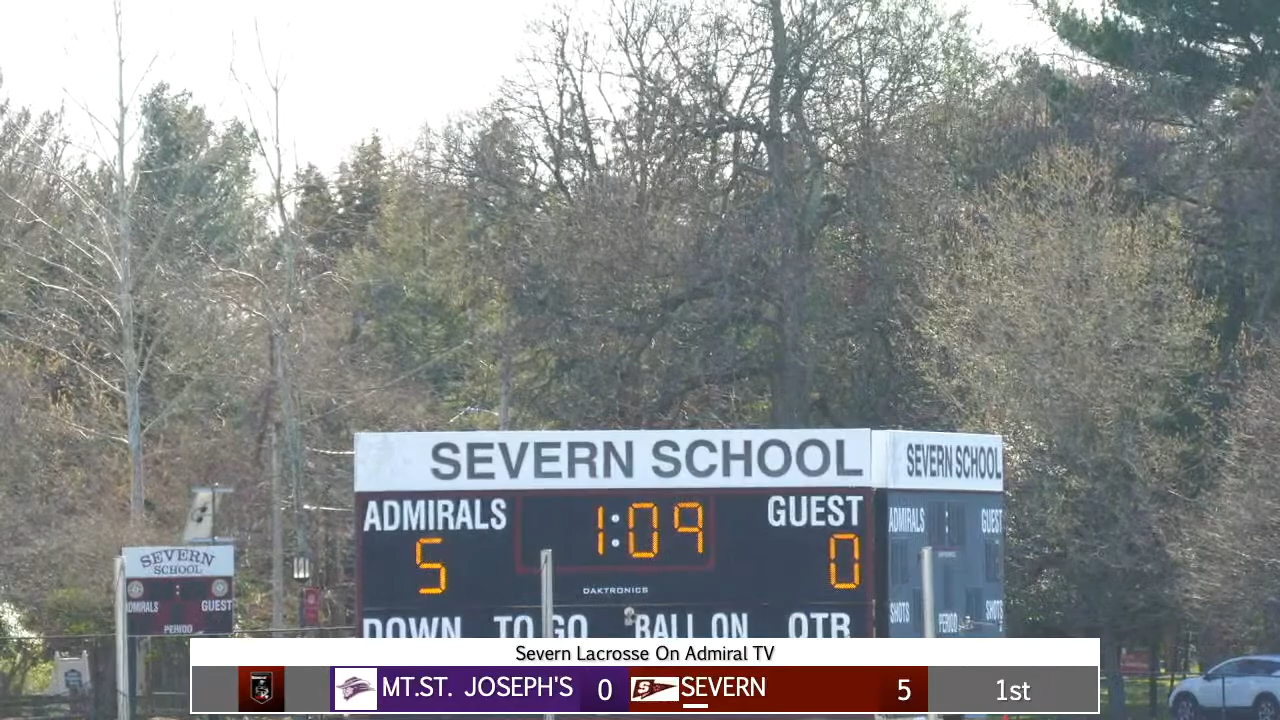 SEVERN SCHOOL
SEVERN SCHOOL
ADMIRALS 1:09 GUEST
5 0
DAKTRONICS
DOWN TO GO BALL ON QTR
ADMIRALS : GUEST
SHOTS PERIOD SHOTS
SEVERN
SCHOOL
ADMIRALS GUEST
PERIOD
Severn Lacrosse On Admiral TV
MT.ST. JOSEPH'S 0 SEVERN 5 1st